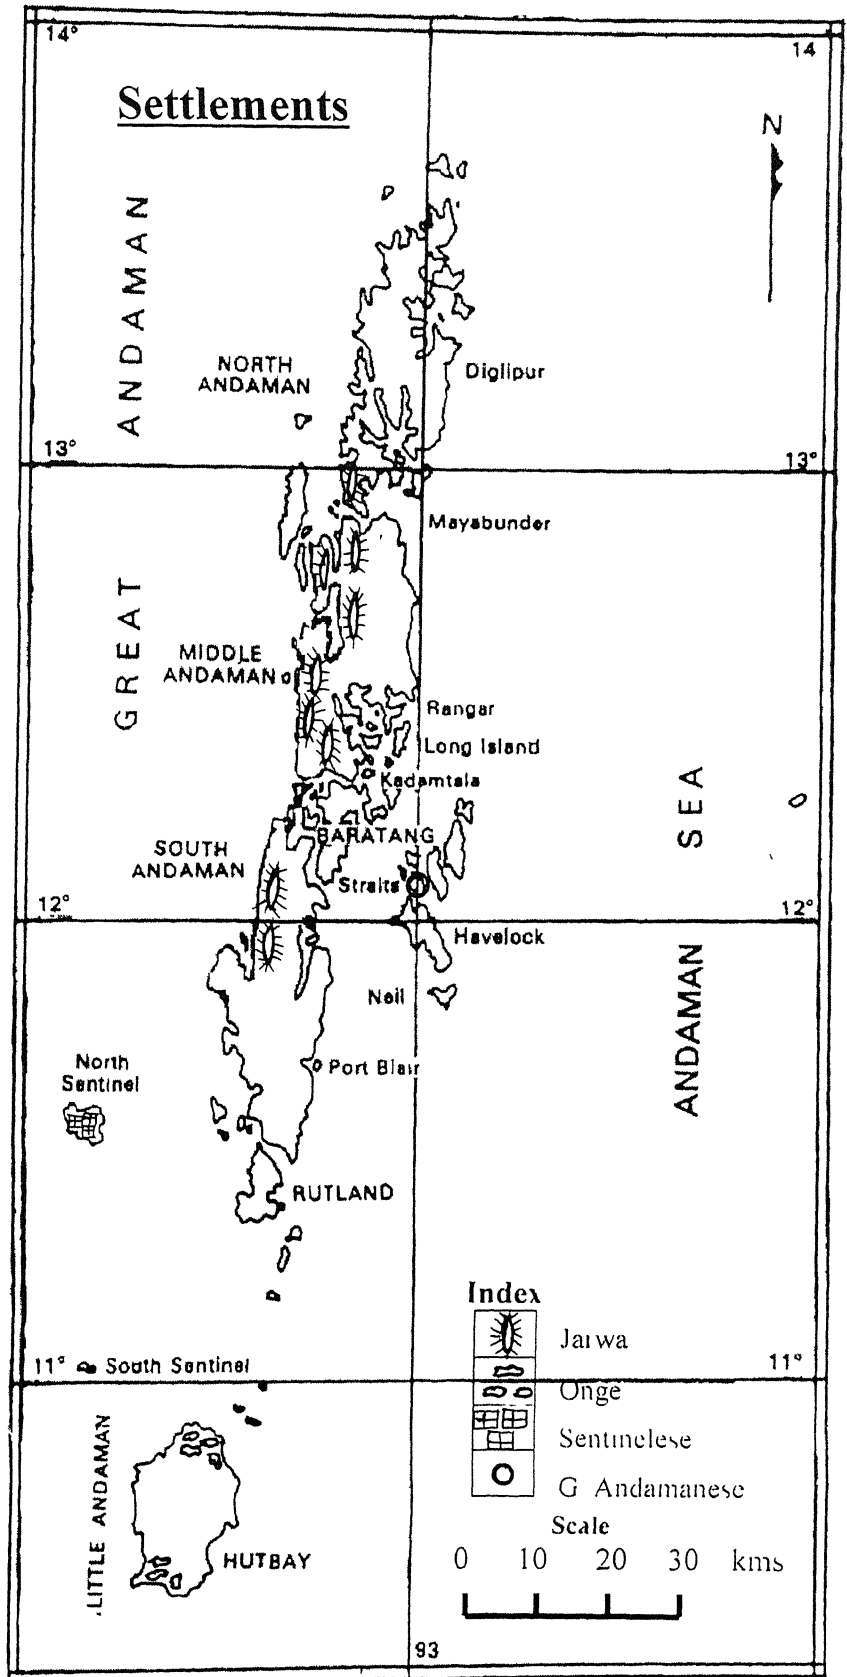 14°
14
Settlements
N
GREAT ANDAMAN
NORTH
ANDAMAN
Diglipur
13°
13°
Mayabunder
MIDDLE
ANDAMAN
Rangar
Long Island
Kadamtala
BARATANG
SOUTH
ANDAMAN
Straits
12°
12°
Havelock
Neil
ANDAMAN SEA
Port Blair
North
Sentinel
RUTLAND
Index
Jarwa
11°
South Sentinel
11°
Onge
Sentinelese
G Andamanese
LITTLE ANDAMAN
HUTBAY
Scale
0 10 20 30 kms
93